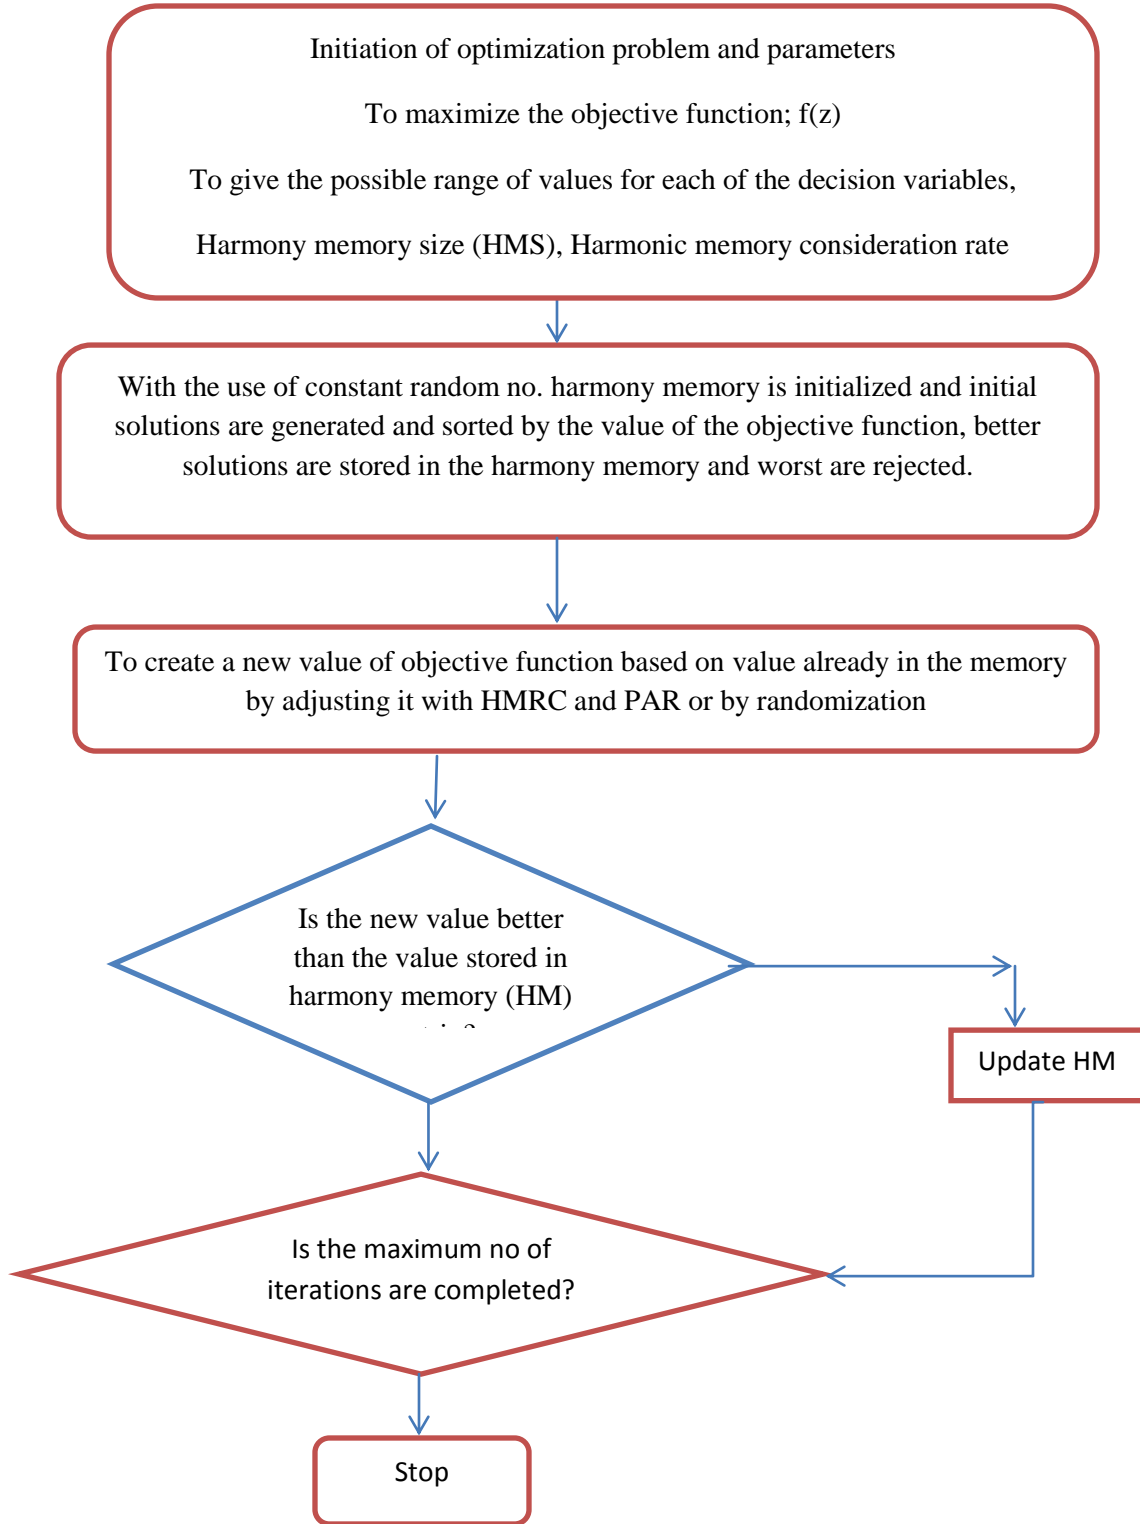 Initiation of optimization problem and parameters
To maximize the objective function; f(z)
To give the possible range of values for each of the decision variables,
Harmony memory size (HMS), Harmonic memory consideration rate
With the use of constant random no. harmony memory is initialized and initial
solutions are generated and sorted by the value of the objective function, better
solutions are stored in the harmony memory and worst are rejected.
To create a new value of objective function based on value already in the memory
by adjusting it with HMRC and PAR or by randomization
Is the new value better
than the value stored in
harmony memory (HM)
Update HM
Is the maximum no of
iterations are completed?
Stop